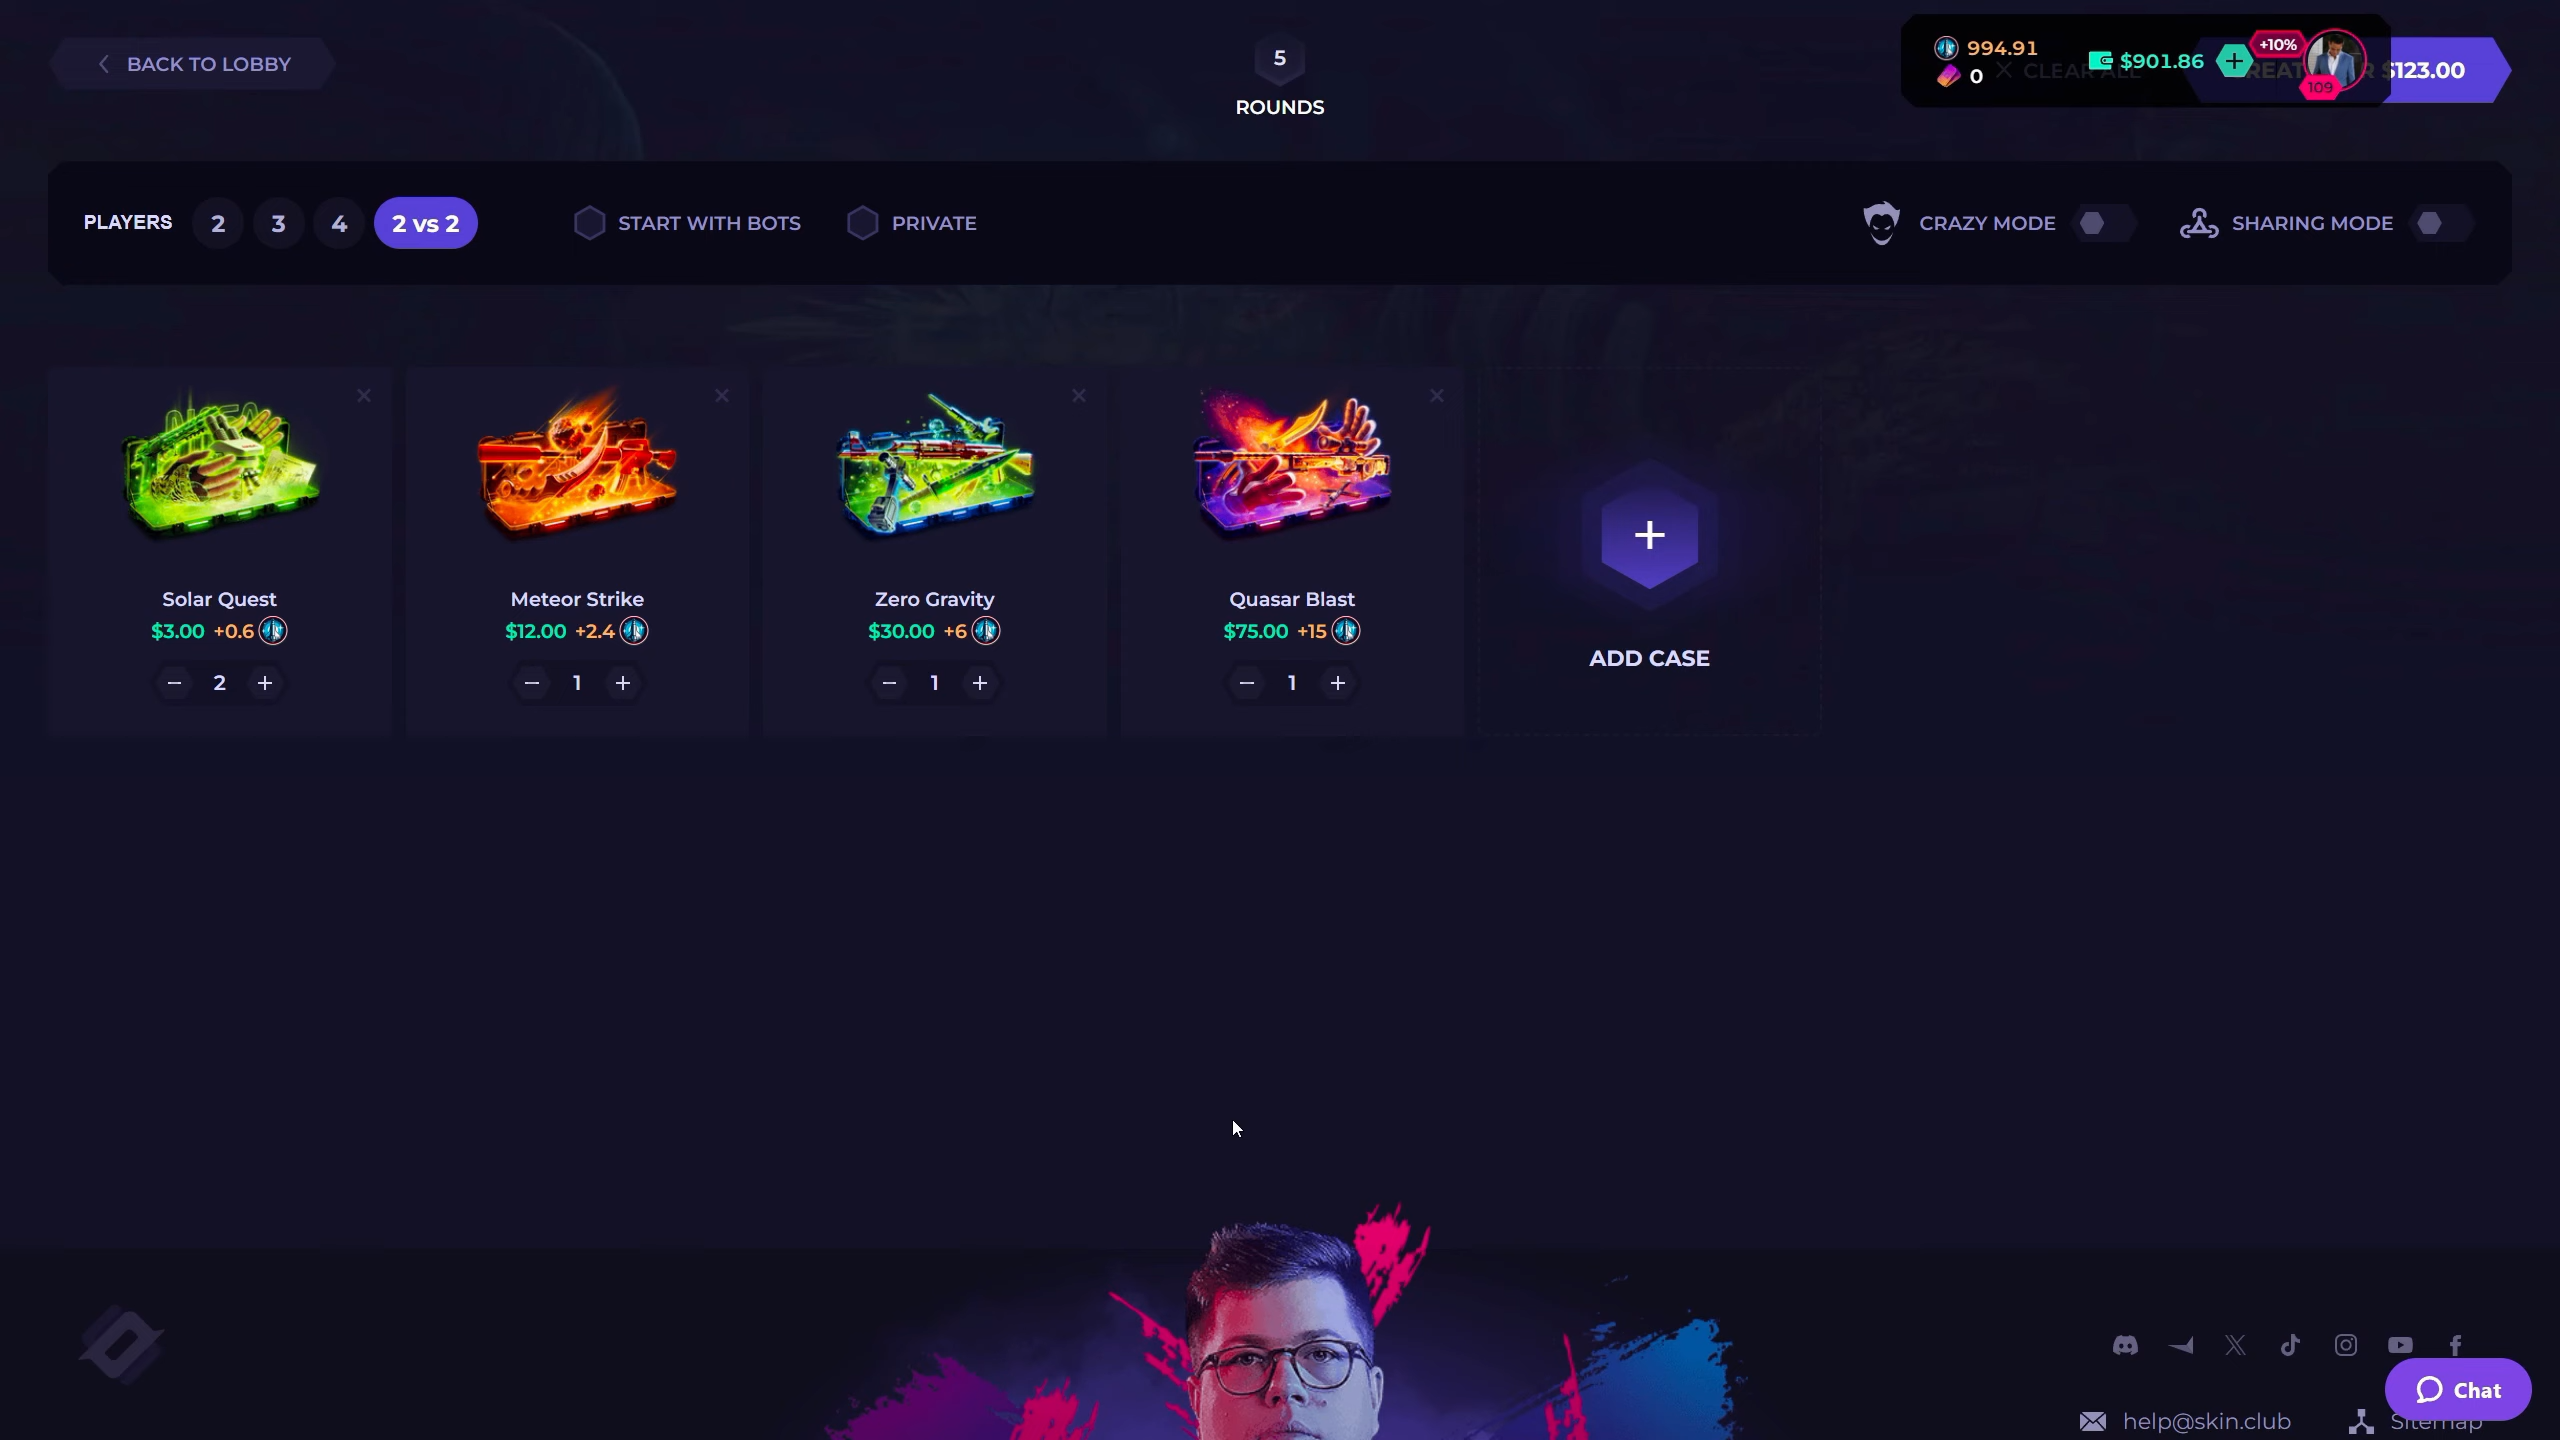 BACK TO LOBBY
5
ROUNDS
994.91
0
CLEAR ALL
$901.86
+10%
109
$123.00
PLAYERS 2 3 4 2 vs 2
START WITH BOTS
PRIVATE
CRAZY MODE
SHARING MODE
Solar Quest
$3.00 +0.6
2
Meteor Strike
$12.00 +2.4
1
Zero Gravity
$30.00 +6
1
Quasar Blast
$75.00 +15
1
ADD CASE
Chat
help@skin.club
Sitemap